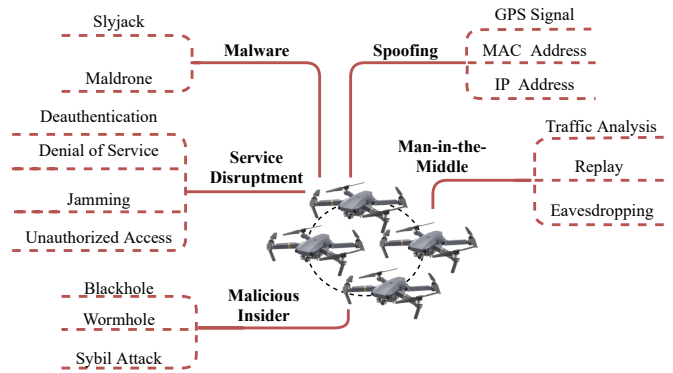 Slyjack
Malware
Maldrone
Spoofing
GPS Signal
MAC Address
IP Address
Deauthentication
Denial of Service
Service
Disruptment
Jamming
Unauthorized Access
Man-in-the-
Middle
Traffic Analysis
Replay
Eavesdropping
Blackhole
Malicious
Insider
Wormhole
Sybil Attack